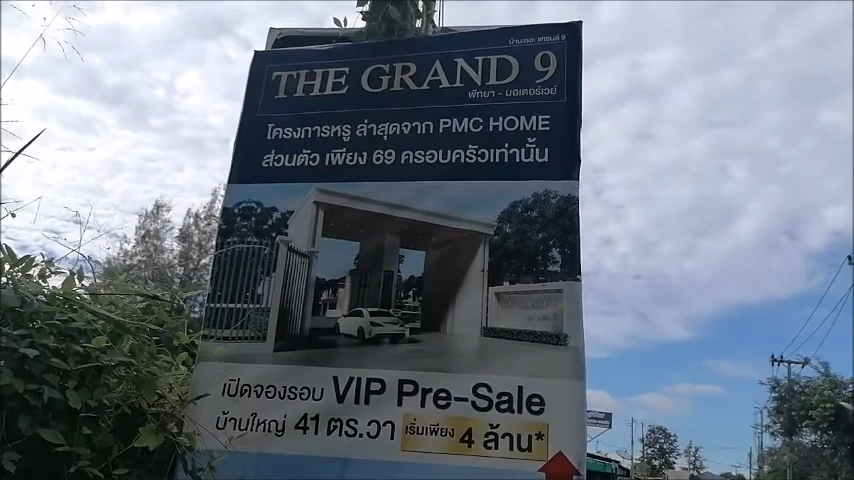 บ้านเดอะ แกรนด์ 9
THE GRAND 9
พัทยา - มอเตอร์เวย์
โครงการหรู ล่าสุดจาก PMC HOME
ส่วนตัว เพียง 69 ครอบครัวเท่านั้น
เปิดจองรอบ VIP Pre-Sale
บ้านใหญ่ 41 ตร.วา เริ่มเพียง 4 ล้าน*